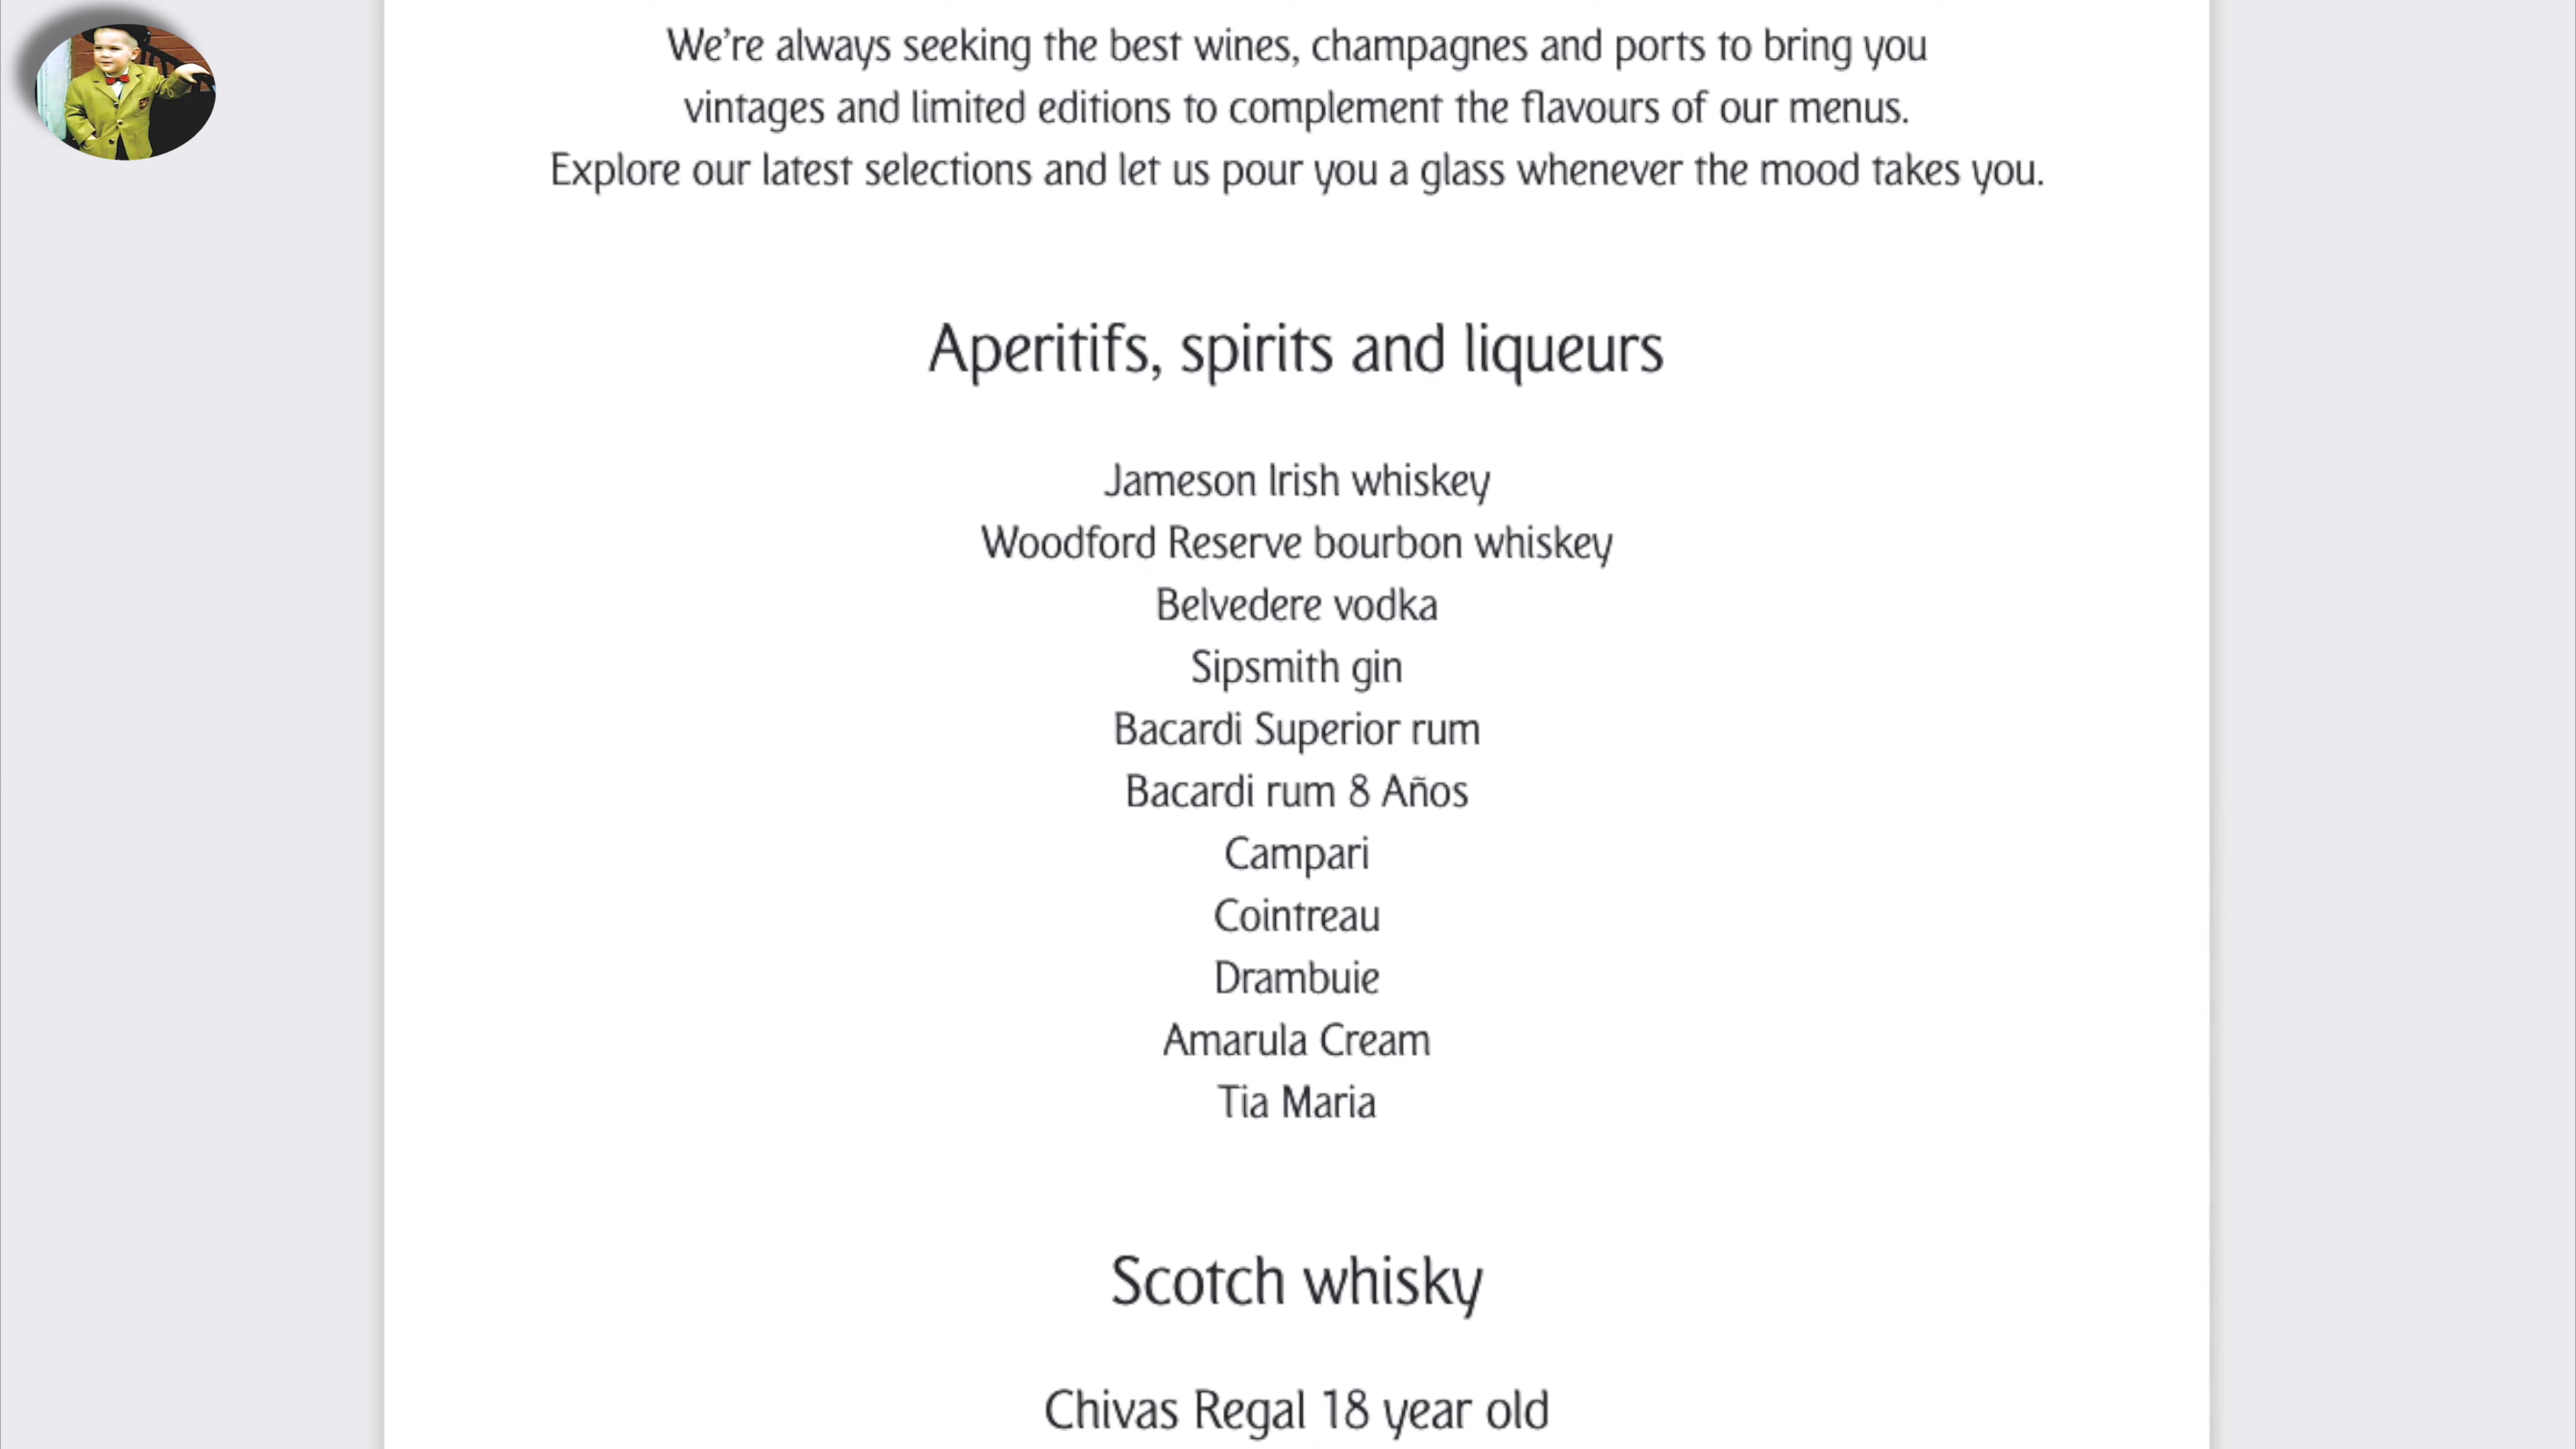 We're always seeking the best wines, champagnes and ports to bring you
vintages and limited editions to complement the flavours of our menus.
Explore our latest selections and let us pour you a glass whenever the mood takes you.
Aperitifs, spirits and liqueurs
Jameson Irish whiskey
Woodford Reserve bourbon whiskey
Belvedere vodka
Sipsmith gin
Bacardi Superior rum
Bacardi rum 8 Años
Campari
Cointreau
Drambuie
Amarula Cream
Tia Maria
Scotch whisky
Chivas Regal 18 year old